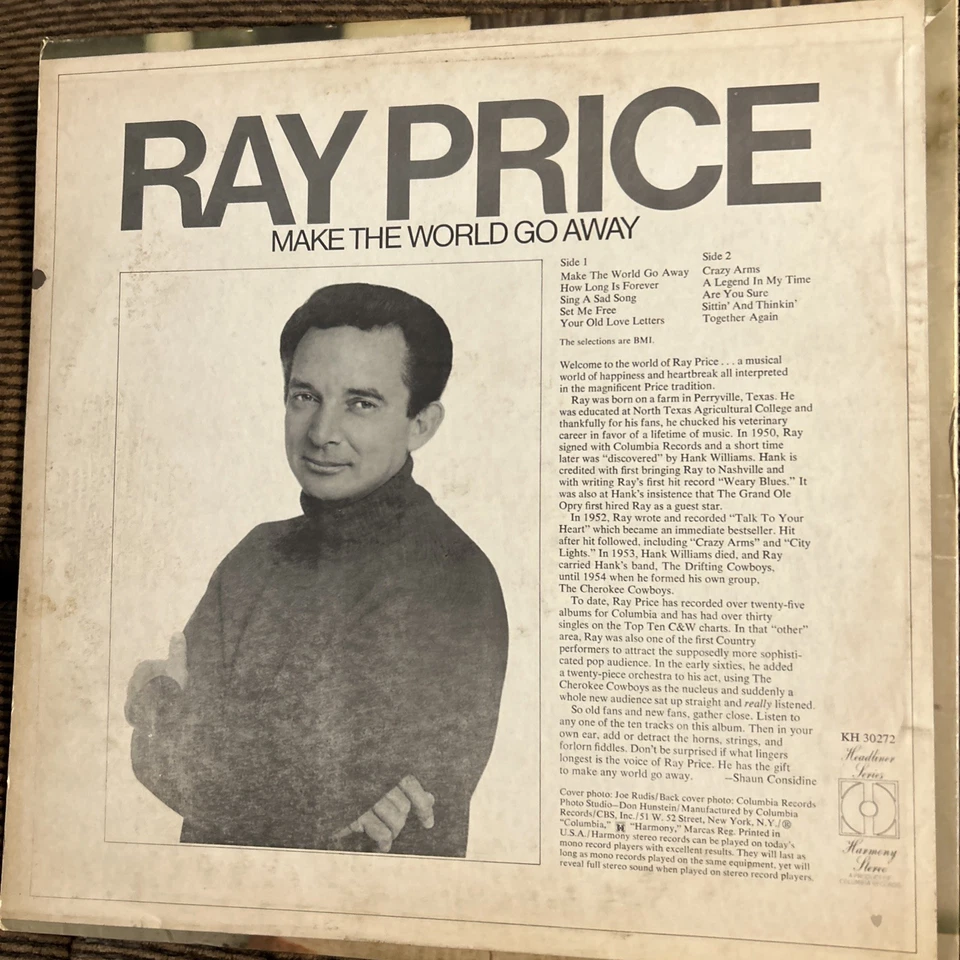 RAY PRICE
MAKE THE WORLD GO AWAY
Side 1
Make The World Go Away
How Long Is Forever
Sing A Sad Song
Set Me Free
Your Old Love Letters
Side 2
Crazy Arms
A Legend In My Time
Are You Sure
Sittin' And Thinkin'
Together Again
The selections are BMI.
Welcome to the world of Ray Price . . . a musical
world of happiness and heartbreak all interpreted
in the magnificent Price tradition.
Ray was born on a farm in Perryville, Texas. He
was educated at North Texas Agricultural College and
thankfully for his fans, he chucked his veterinary
career in favor of a lifetime of music. In 1950, Ray
signed with Columbia Records and a short time
later was “discovered” by Hank Williams. Hank is
credited with first bringing Ray to Nashville and
with writing Ray's first hit record “Weary Blues.” It
was also at Hank's insistence that The Grand Ole
Opry first hired Ray as a guest star.
In 1952, Ray wrote and recorded “Talk To Your
Heart” which became an immediate bestseller. Hit
after hit followed, including “Crazy Arms” and “City
Lights.” In 1953, Hank Williams died, and Ray
carried Hank's band, The Drifting Cowboys,
until 1954 when he formed his own group,
The Cherokee Cowboys.
To date, Ray Price has recorded over twenty-five
albums for Columbia and has had over thirty
singles on the Top Ten C&W charts. In that “other”
area, Ray was also one of the first Country
performers to attract the supposedly more sophisti-
cated pop audience. In the early sixties, he added
a twenty-piece orchestra to his act, using The
Cherokee Cowboys as the nucleus and suddenly a
whole new audience sat up straight and really listened.
So old fans and new fans, gather close. Listen to
any one of the ten tracks on this album. Then in your
own ear, add or detract the horns, strings, and
forlorn fiddles. Don't be surprised if what lingers
longest is the voice of Ray Price. He has the gift
to make any world go away. —Shaun Considine
Cover photo: Joe Rudis/Back cover photo: Columbia Records
Photo Studio–Don Hunstein/Manufactured by Columbia
Records/CBS, Inc./51 W. 52 Street, New York, N.Y./®
“Columbia,” H “Harmony,” Marcas Reg. Printed in
U.S.A./Harmony stereo records can be played on today's
mono record players with excellent results. They will last as
long as mono records played on the same equipment, yet will
reveal full stereo sound when played on stereo record players.
KH 30272
Headliner
Series
Harmony
Stereo
A PRODUCT OF
COLUMBIA RECORDS